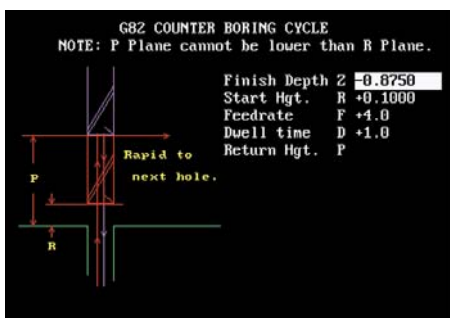 G82 COUNTER BORING CYCLE
NOTE: P Plane cannot be lower than R Plane.
Finish Depth Z -0.8750
Start Hgt. R +0.1000
Feedrate F +1.0
Dwell time D +1.0
Return Hgt. P
Rapid to
next hole.
P
R